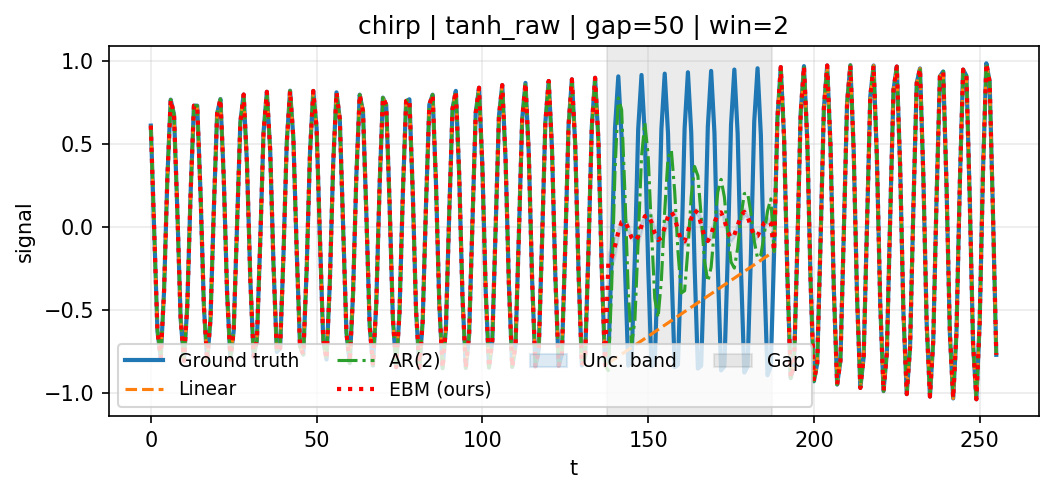 chirp | tanh_raw | gap=50 | win=2
signal
1.0
0.5
0.0
−0.5
−1.0
Ground truth
Linear
AR(2)
EBM (ours)
Unc. band
Gap
0 50 100 150 200 250
t